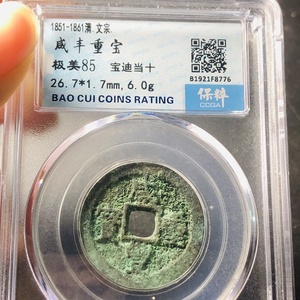 1851-1861清.文宗
咸丰重宝
极美85 宝迪当十
26.7*1.7mm,6.0g
BAO CUI COINS RATING
B1921F8776
保粹
CCGA